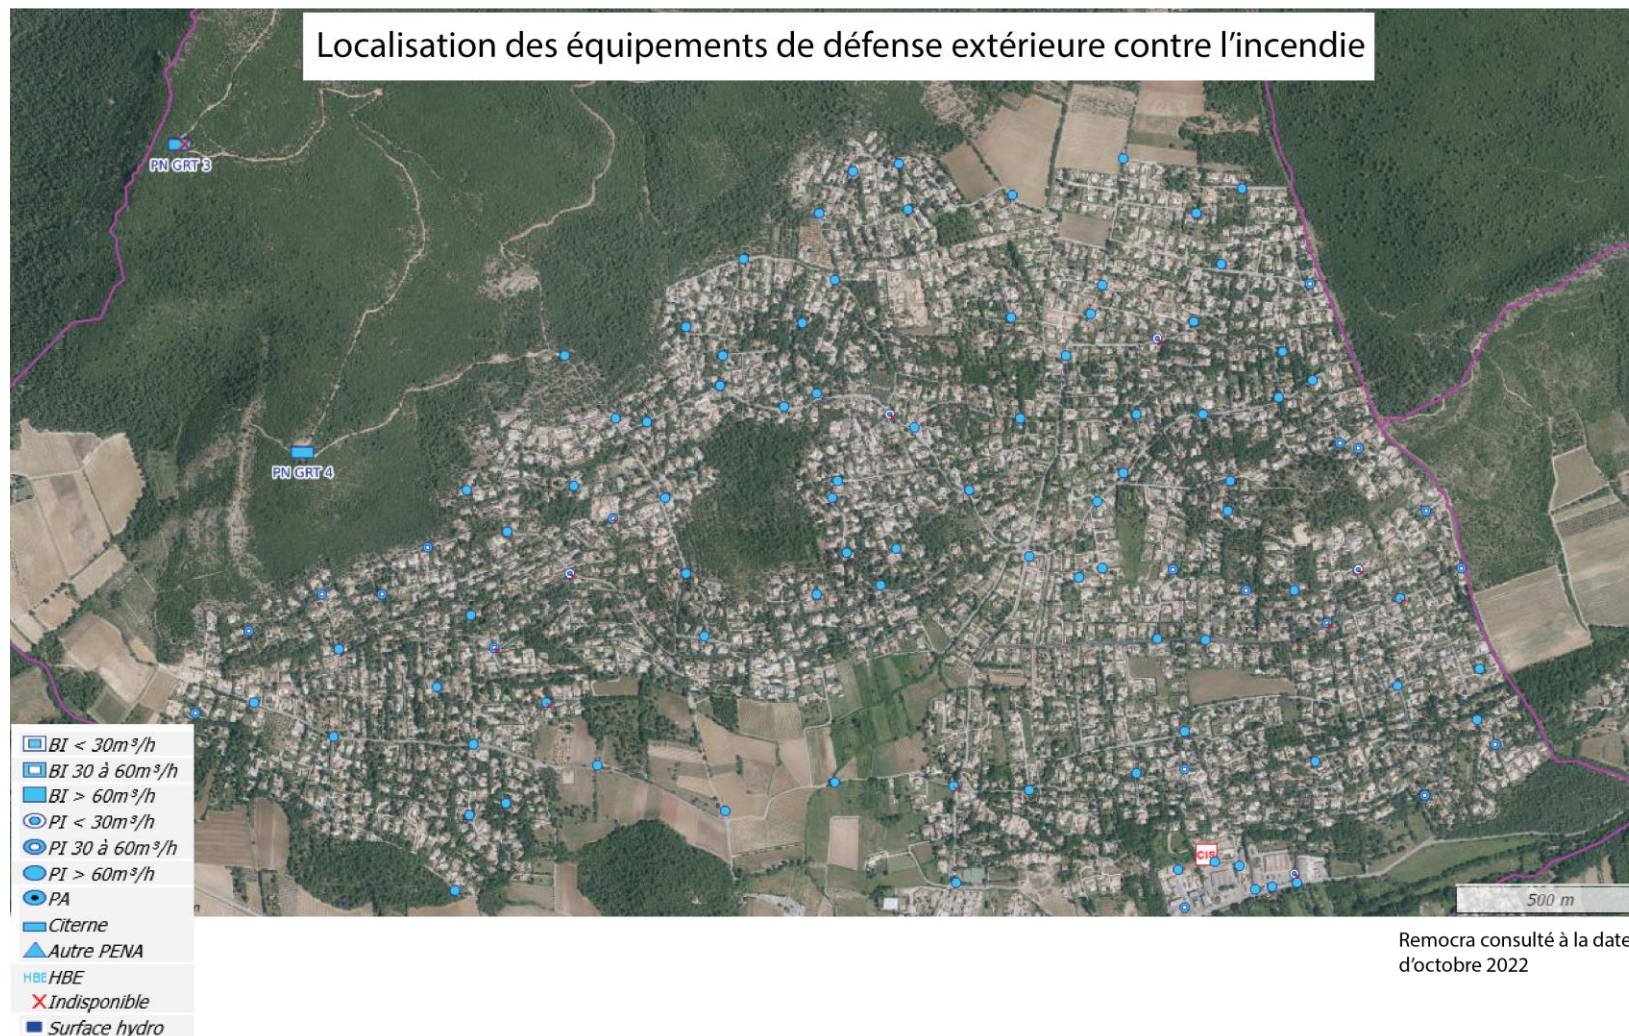 Localisation des équipements de défense extérieure contre l'incendie
PN GRT 3
PN GRT 4
BI < 30m³/h
BI 30 à 60m³/h
BI > 60m³/h
PI < 30m³/h
PI 30 à 60m³/h
PI > 60m³/h
PA
Citerne
Autre PENA
HBE HBE
Indisponible
Surface hydro
CIS
500 m
Remocra consulté à la date
d'octobre 2022